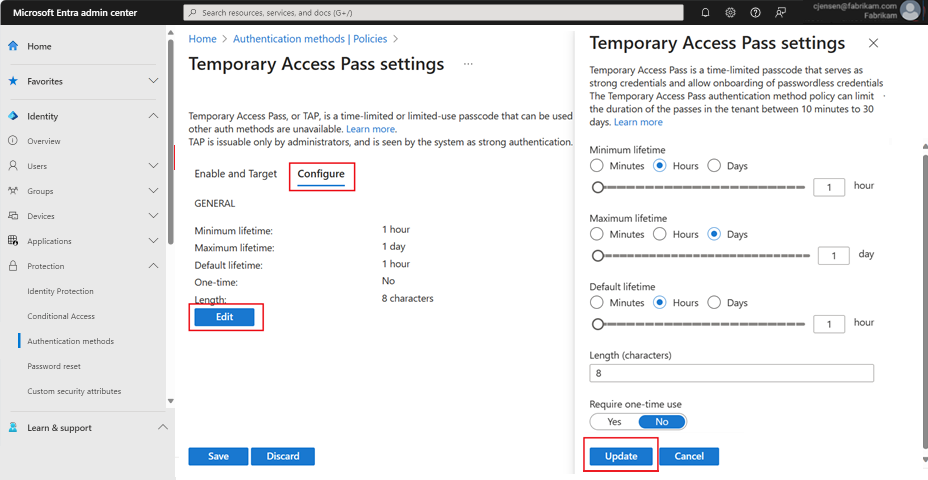 Microsoft Entra admin center
Search resources, services, and docs (G+/)
cjensen@fabrikam.com
Fabrikam
Home
Favorites
Identity
Overview
Users
Groups
Devices
Applications
Protection
Identity Protection
Conditional Access
Authentication methods
Password reset
Custom security attributes
Learn & support
Home > Authentication methods | Policies >
Temporary Access Pass settings ...
Temporary Access Pass, or TAP, is a time-limited or limited-use passcode that can be used
other auth methods are unavailable. Learn more.
TAP is issuable only by administrators, and is seen by the system as strong authentication.
Enable and Target Configure
GENERAL
Minimum lifetime: 1 hour
Maximum lifetime: 1 day
Default lifetime: 1 hour
One-time: No
Length: 8 characters
Edit
Save Discard
Temporary Access Pass settings
Temporary Access Pass is a time-limited passcode that serves as
strong credentials and allow onboarding of passwordless credentials
The Temporary Access Pass authentication method policy can limit
the duration of the passes in the tenant between 10 minutes to 30
days. Learn more
Minimum lifetime
Minutes Hours Days
1 hour
Maximum lifetime
Minutes Hours Days
1 day
Default lifetime
Minutes Hours Days
1 hour
Length (characters)
8
Require one-time use
Yes No
Update Cancel